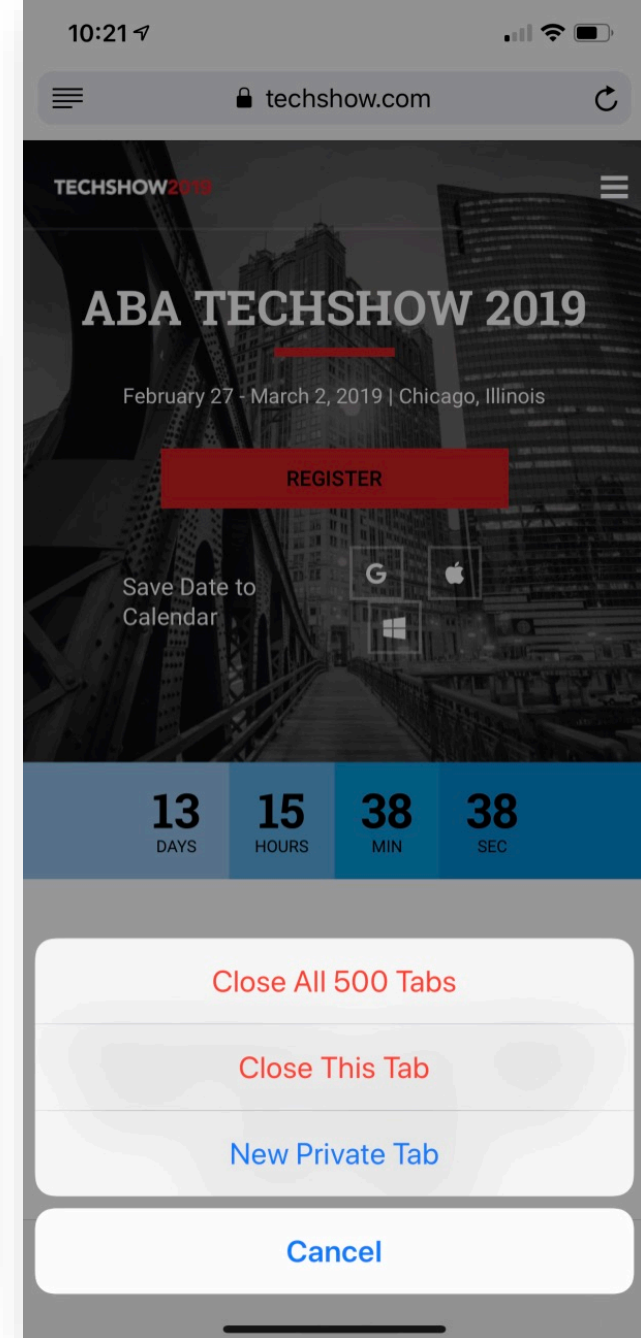 10:21
techshow.com
TECHSHOW2019
ABA TECHSHOW 2019
February 27 - March 2, 2019 | Chicago, Illinois
REGISTER
Save Date to
Calendar
G
13 15 38 38
DAYS HOURS MIN SEC
Close All 500 Tabs
Close This Tab
New Private Tab
Cancel